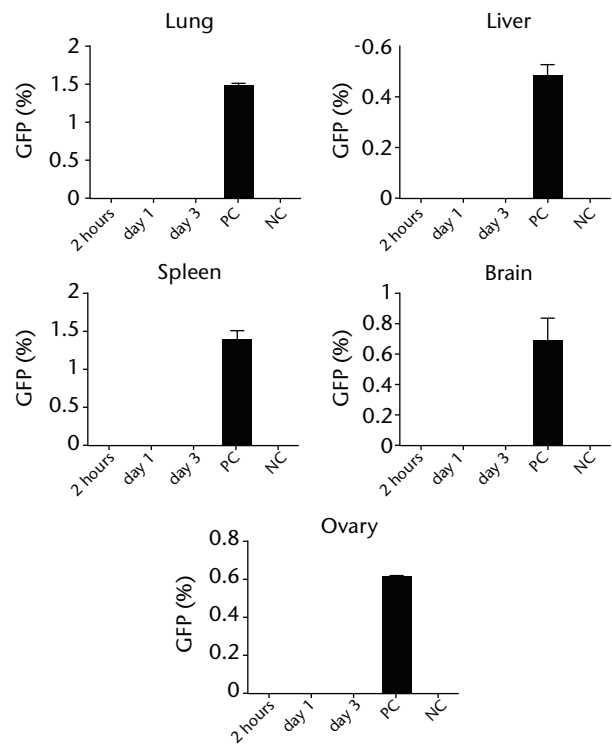 Lung
GFP (%)
2
1.5
1
0.5
0
2 hours
day 1
day 3
PC
NC
Liver
GFP (%)
-0.6
0.4
0.2
0
2 hours
day 1
day 3
PC
NC
Spleen
GFP (%)
2
1.5
1
0.5
0
2 hours
day 1
day 3
PC
NC
Brain
GFP (%)
1
0.8
0.6
0.4
0.2
0
2 hours
day 1
day 3
PC
NC
Ovary
GFP (%)
0.8
0.6
0.4
0.2
0
2 hours
day 1
day 3
PC
NC